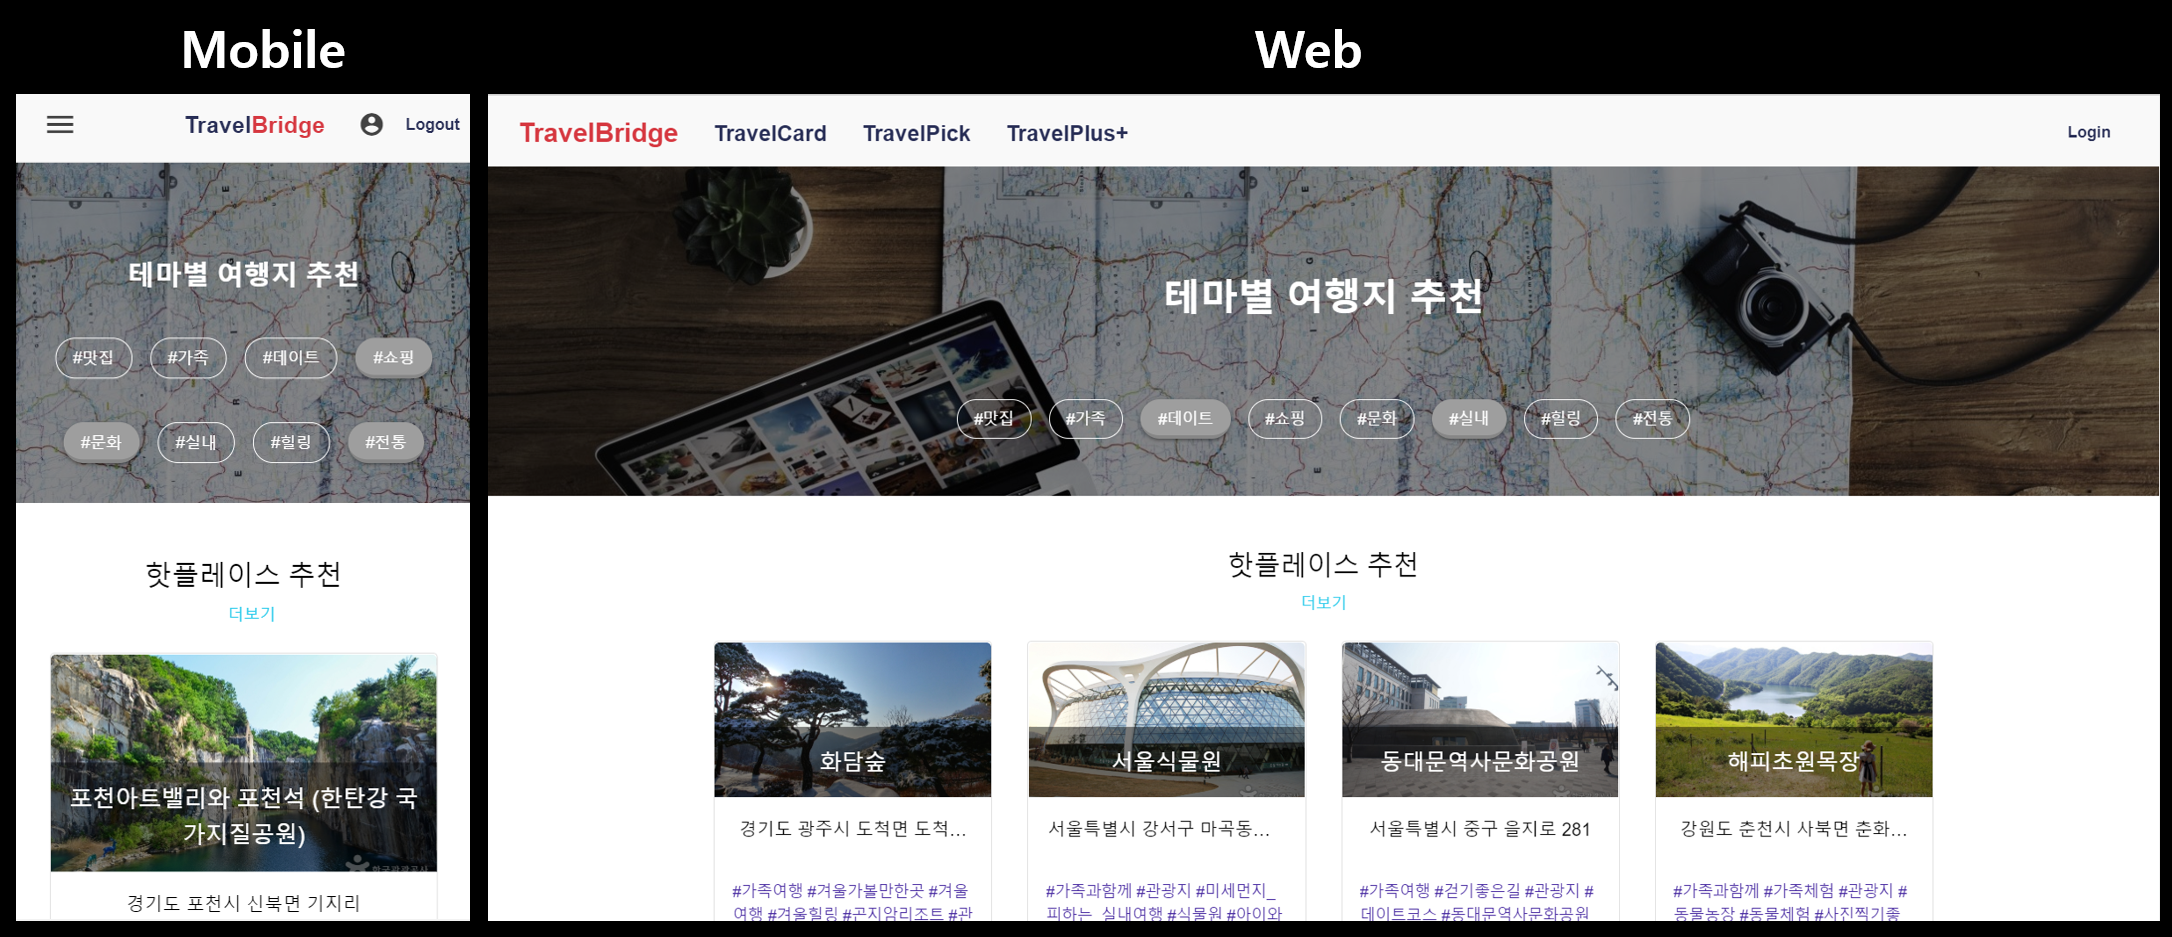 Mobile
Web
TravelBridge
Logout
테마별 여행지 추천
#맛집 #가족 #데이트 #쇼핑
#문화 #실내 #힐링 #전통
핫플레이스 추천
더보기
포천아트밸리와 포천석 (한탄강 국
가지질공원)
한국관광공사
경기도 포천시 신북면 기지리
TravelBridge TravelCard TravelPick TravelPlus+ Login
테마별 여행지 추천
#맛집 #가족 #데이트 #쇼핑 #문화 #실내 #힐링 #전통
핫플레이스 추천
더보기
화담숲
경기도 광주시 도척면 도척...
#가족여행 #겨울가볼만한곳 #겨울
여행 #겨울힐링 #곤지암리조트 #관
서울식물원
서울특별시 강서구 마곡동...
#가족과함께 #관광지 #미세먼지_
피하는_실내여행 #식물원 #아이와
동대문역사문화공원
서울특별시 중구 을지로 281
#가족여행 #걷기좋은길 #관광지 #
데이트코스 #동대문역사문화공원
해피초원목장
강원도 춘천시 사북면 춘화...
#가족과함께 #가족체험 #관광지 #
동물농장 #동물체험 #사진찍기좋